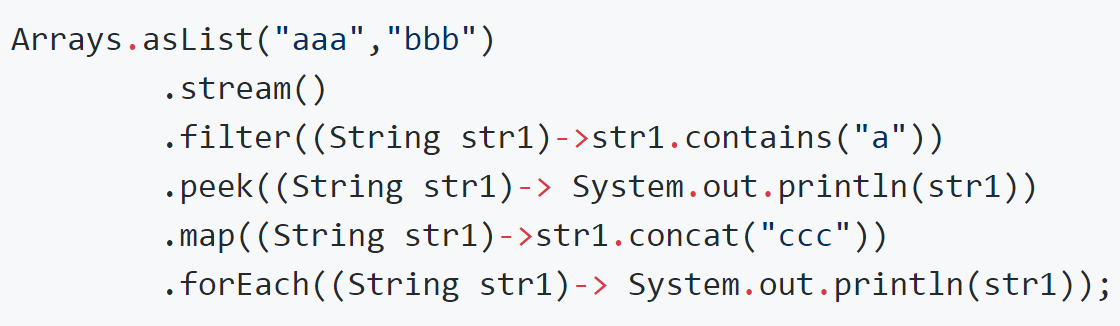 Arrays.asList("aaa","bbb")
.stream()
.filter((String str1)->str1.contains("a"))
.peek((String str1)-> System.out.println(str1))
.map((String str1)->str1.concat("ccc"))
.forEach((String str1)-> System.out.println(str1));